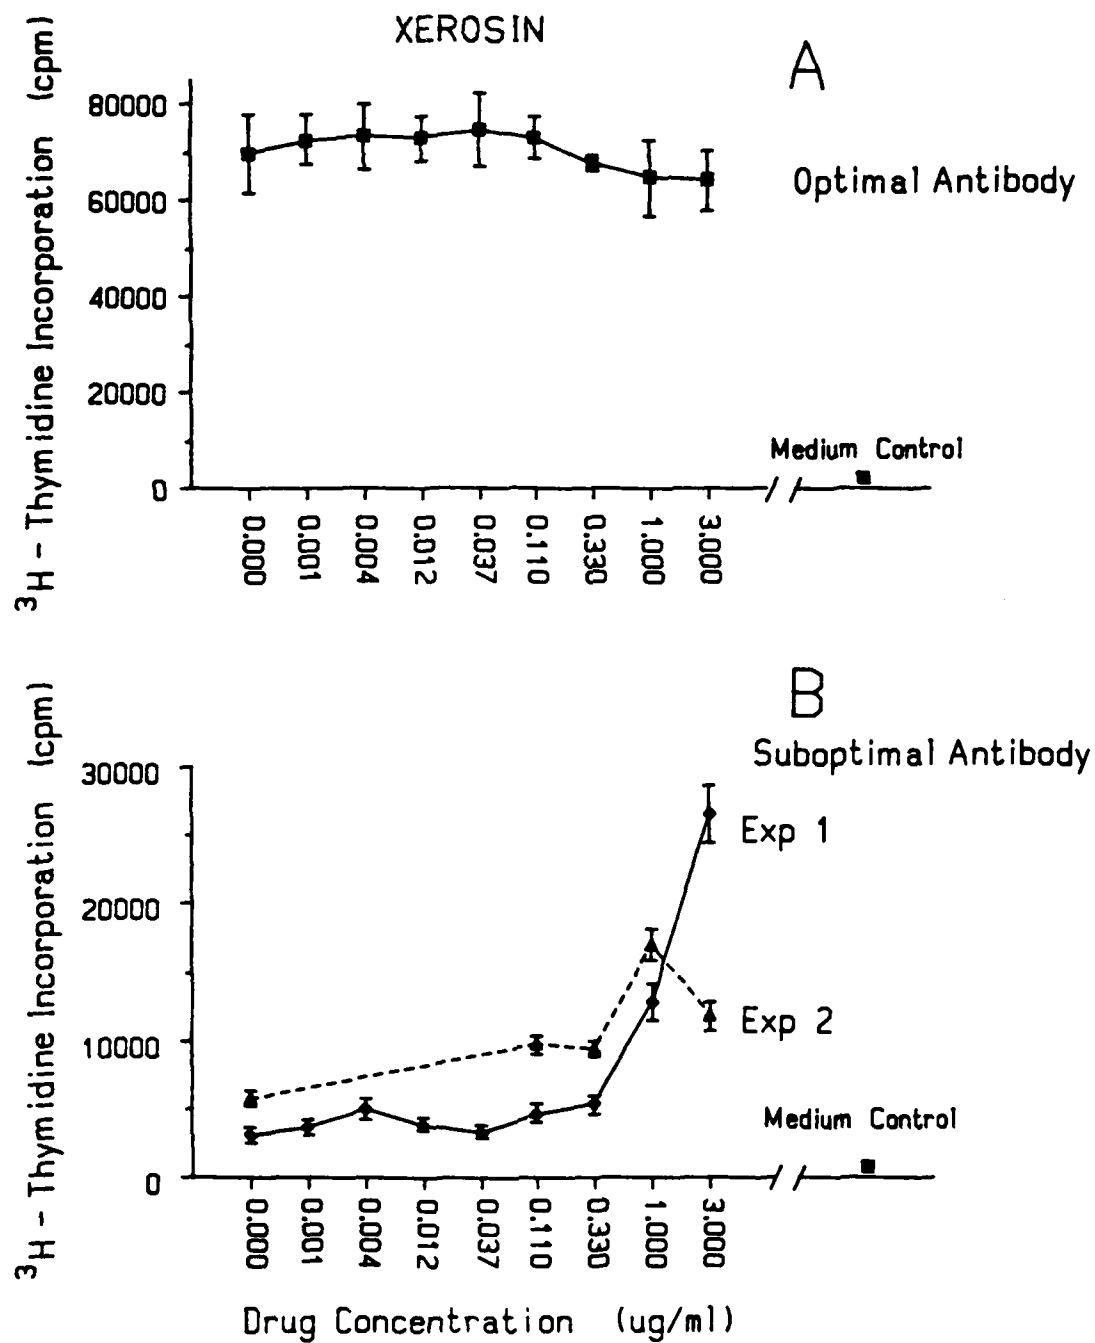 XEROSIN
A
Optimal Antibody
³H - Thymidine Incorporation (cpm)
80000
60000
40000
20000
0
Medium Control
0.000
0.001
0.004
0.012
0.037
0.110
0.330
1.000
3.000
B
Suboptimal Antibody
³H - Thymidine Incorporation (cpm)
30000
20000
10000
0
Exp 1
Exp 2
Medium Control
0.000
0.001
0.004
0.012
0.037
0.110
0.330
1.000
3.000
Drug Concentration (ug/ml)